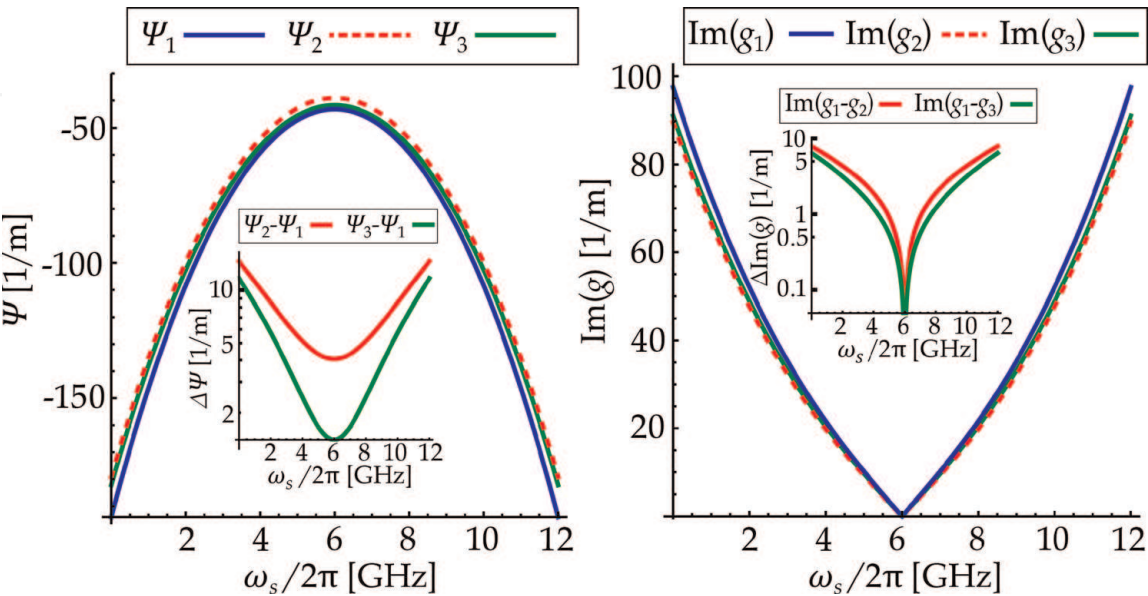 Ψ1 Ψ2 Ψ3
-50
-100
-150
Ψ [1/m]
2 4 6 8 10 12
ωs/2π [GHz]
Ψ2-Ψ1 Ψ3-Ψ1
10
5
4
2
ΔΨ [1/m]
2 4 6 8 10 12
ωs/2π [GHz]
Im(g1) Im(g2) Im(g3)
100
80
60
40
20
Im(g) [1/m]
2 4 6 8 10 12
ωs/2π [GHz]
Im(g1-g2) Im(g1-g3)
10
5
1
0.5
0.1
ΔIm(g) [1/m]
2 4 6 8 10 12
ωs/2π [GHz]